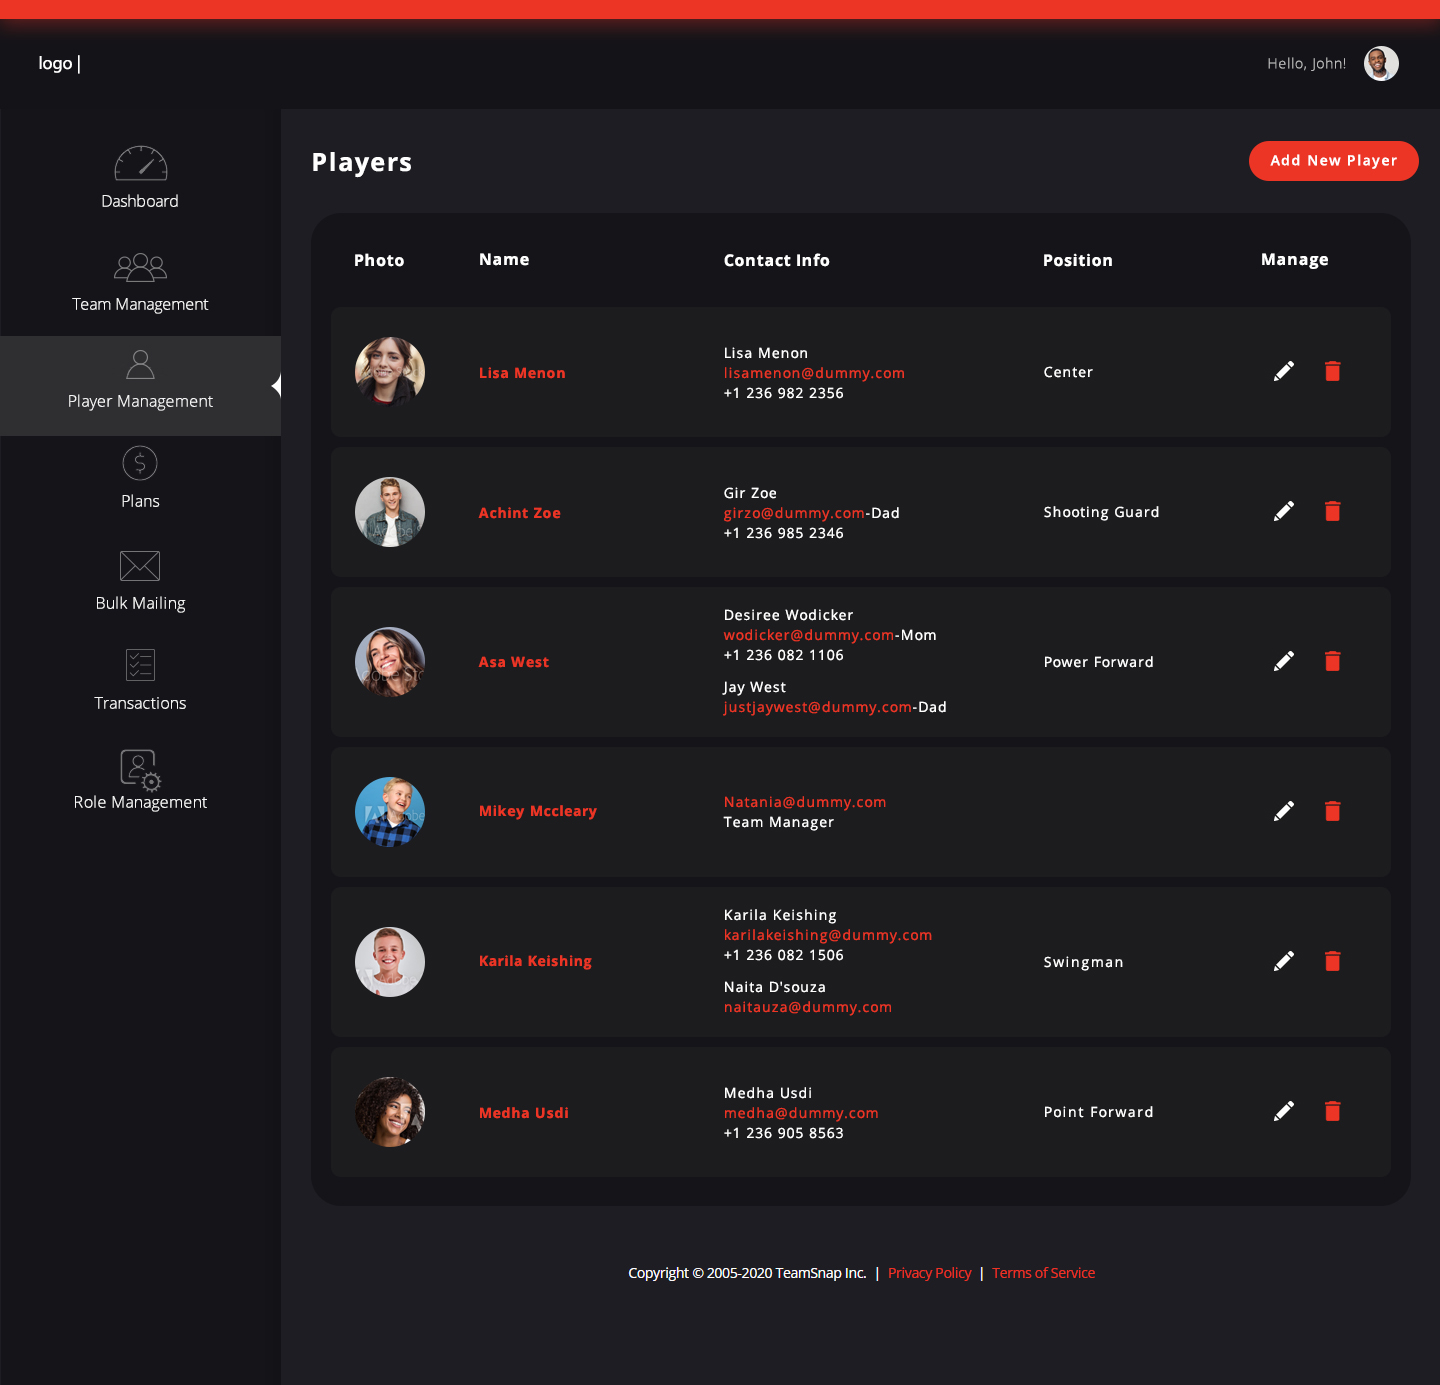 logo |
Hello, John!
Dashboard
Team Management
Player Management
Plans
Bulk Mailing
Transactions
Role Management
Players
Add New Player
Photo Name Contact Info Position Manage
Lisa Menon
Lisa Menon
lisamenon@dummy.com
+1 236 982 2356
Center
Achint Zoe
Gir Zoe
girzo@dummy.com-Dad
+1 236 985 2346
Shooting Guard
Asa West
Desiree Wodicker
wodicker@dummy.com-Mom
+1 236 082 1106
Jay West
justjaywest@dummy.com-Dad
Power Forward
Mikey Mccleary
Natania@dummy.com
Team Manager
Karila Keishing
Karila Keishing
karilakeishing@dummy.com
+1 236 082 1506
Naita D'souza
naitauza@dummy.com
Swingman
Medha Usdi
Medha Usdi
medha@dummy.com
+1 236 905 8563
Point Forward
Copyright © 2005-2020 TeamSnap Inc. | Privacy Policy | Terms of Service